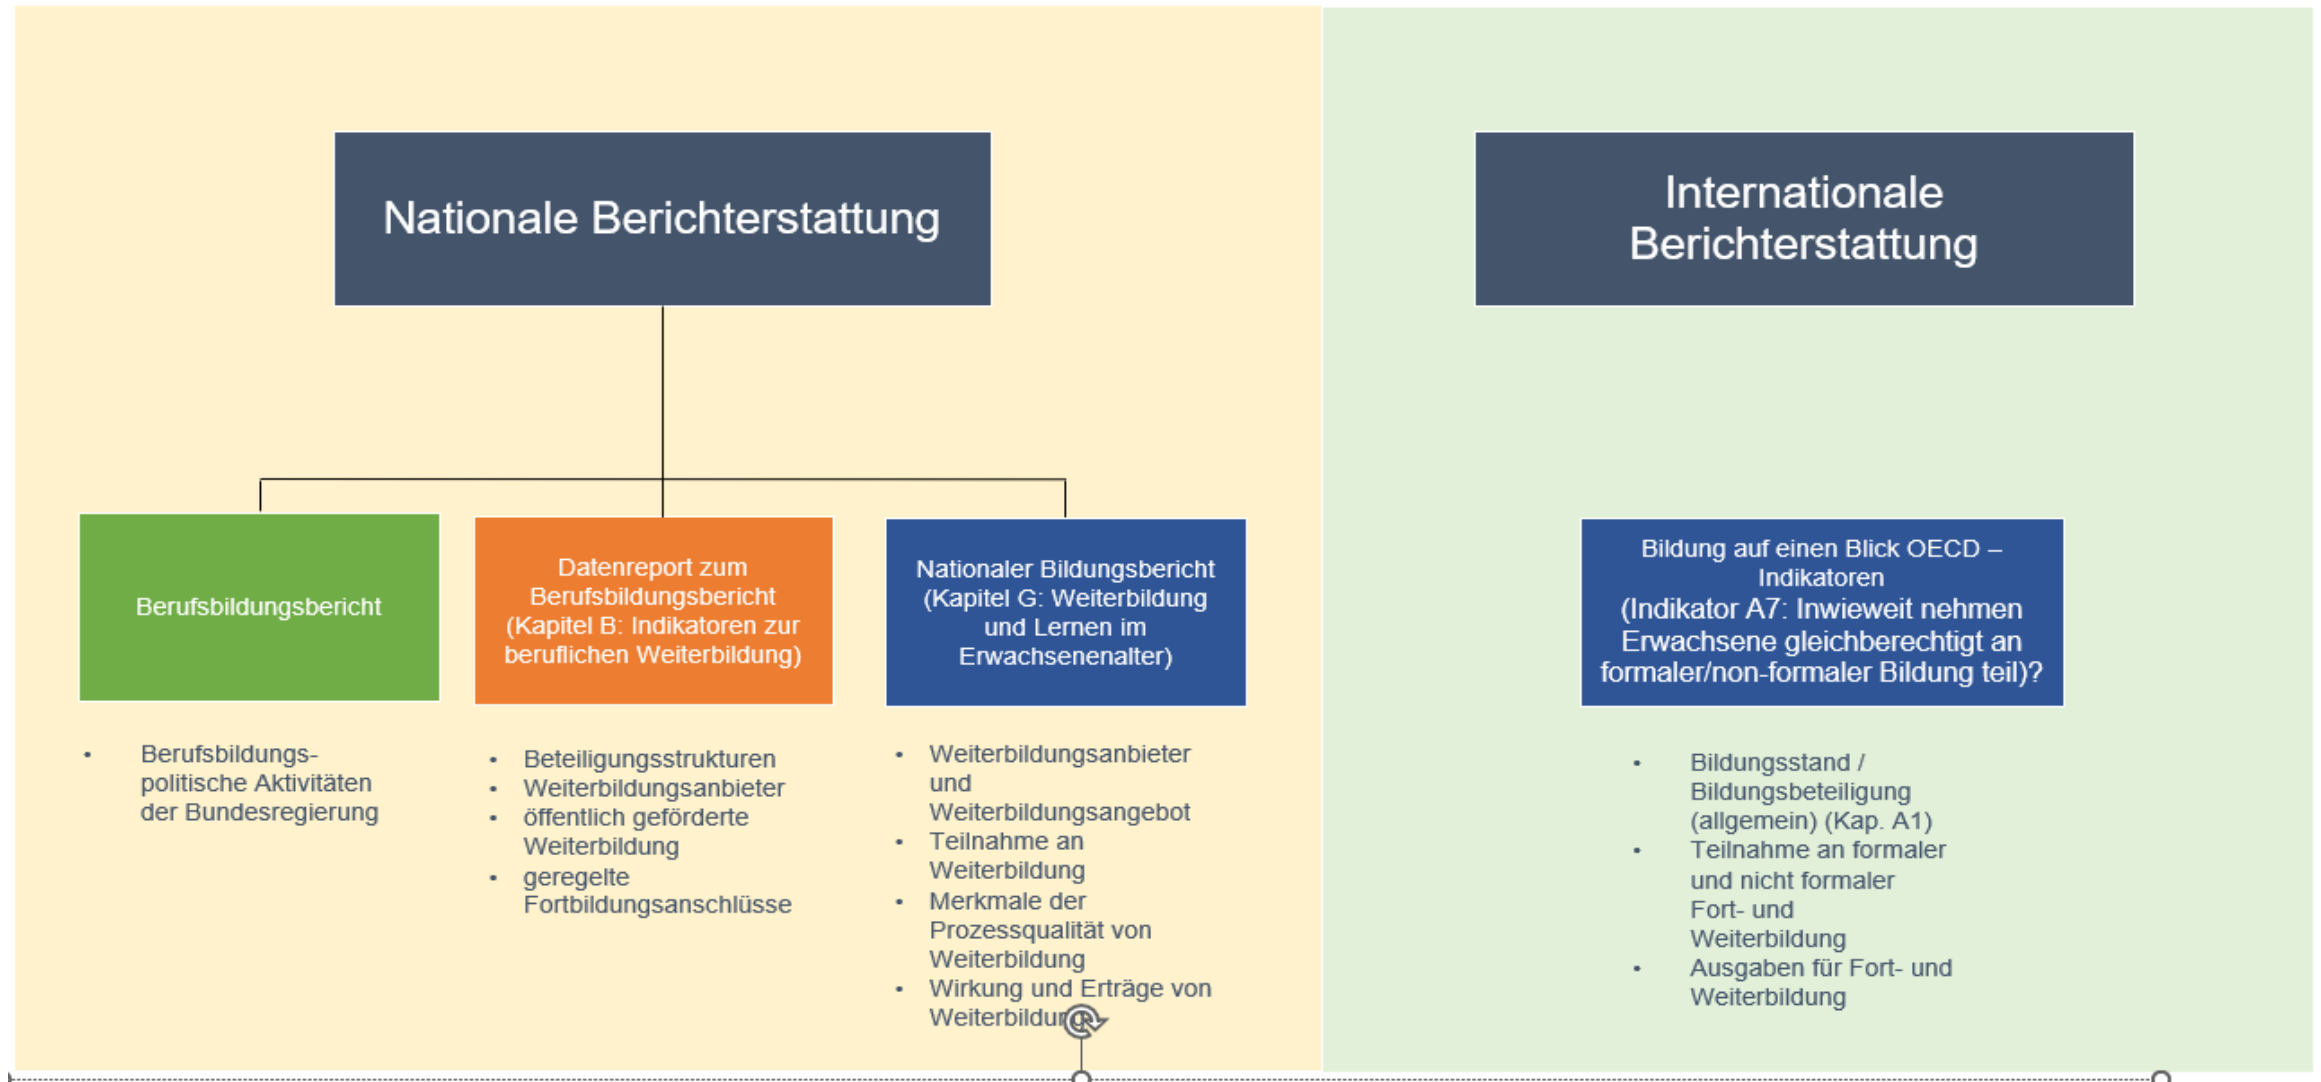 Nationale Berichterstattung
Internationale
Berichterstattung
Berufsbildungsbericht
Datenreport zum
Berufsbildungsbericht
(Kapitel B: Indikatoren zur
beruflichen Weiterbildung)
Nationaler Bildungsbericht
(Kapitel G: Weiterbildung
und Lernen im
Erwachsenenalter)
Bildung auf einen Blick OECD –
Indikatoren
(Indikator A7: Inwieweit nehmen
Erwachsene gleichberechtigt an
formaler/non-formaler Bildung teil)?
• Berufsbildungs-
politische Aktivitäten
der Bundesregierung
• Beteiligungsstrukturen
• Weiterbildungsanbieter
• öffentlich geförderte
Weiterbildung
• geregelte
Fortbildungsanschlüsse
• Weiterbildungsanbieter
und
Weiterbildungsangebot
• Teilnahme an
Weiterbildung
• Merkmale der
Prozessqualität von
Weiterbildung
• Wirkung und Erträge von
Weiterbildung
• Bildungsstand /
Bildungsbeteiligung
(allgemein) (Kap. A1)
• Teilnahme an formaler
und nicht formaler
Fort- und
Weiterbildung
• Ausgaben für Fort- und
Weiterbildung